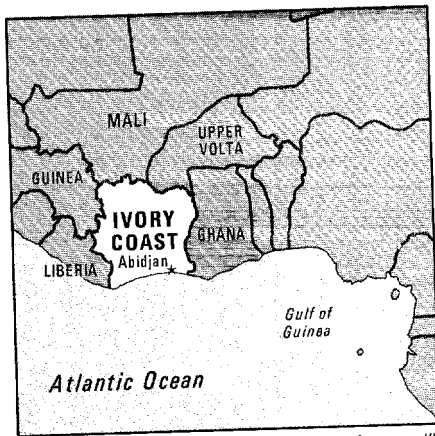 MALI
UPPER
VOLTA
GUINEA
IVORY
COAST
GHANA
LIBERIA
Abidjan
Gulf of
Guinea
Atlantic Ocean